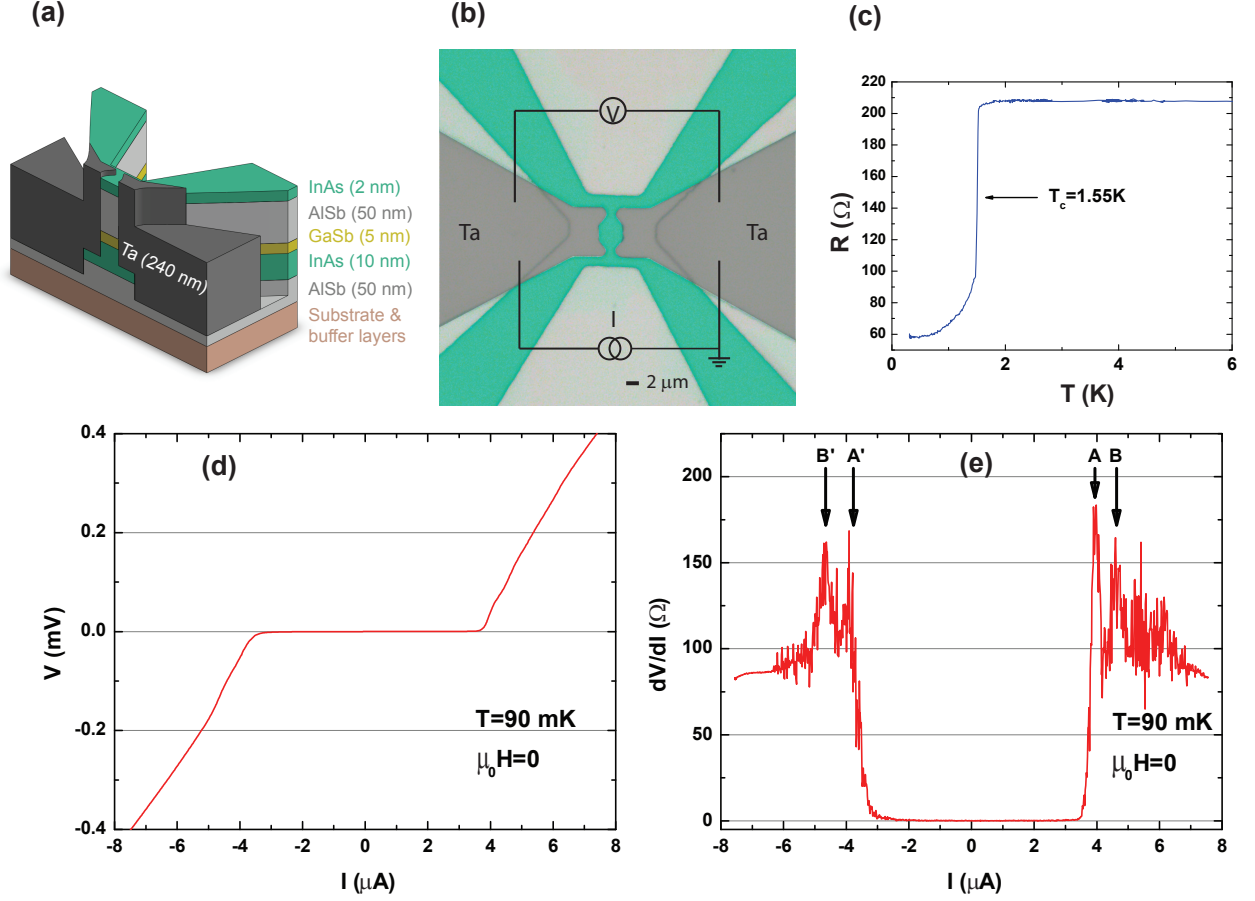 (a)
InAs (2 nm)
AlSb (50 nm)
GaSb (5 nm)
InAs (10 nm)
AlSb (50 nm)
Substrate &
buffer layers
Ta (240 nm)
(b)
V
Ta
Ta
I
2 μm
(c)
220
200
180
160
140
120
100
80
60
R (Ω)
T_c=1.55K
0
2
4
6
T (K)
(d)
0.4
0.2
0.0
-0.2
-0.4
V (mV)
T=90 mK
μ₀H=0
-8
-6
-4
-2
0
2
4
6
8
I (μA)
(e)
B'
A'
A
B
200
150
100
50
0
dV/dI (Ω)
T=90 mK
μ₀H=0
-8
-6
-4
-2
0
2
4
6
8
I (μA)